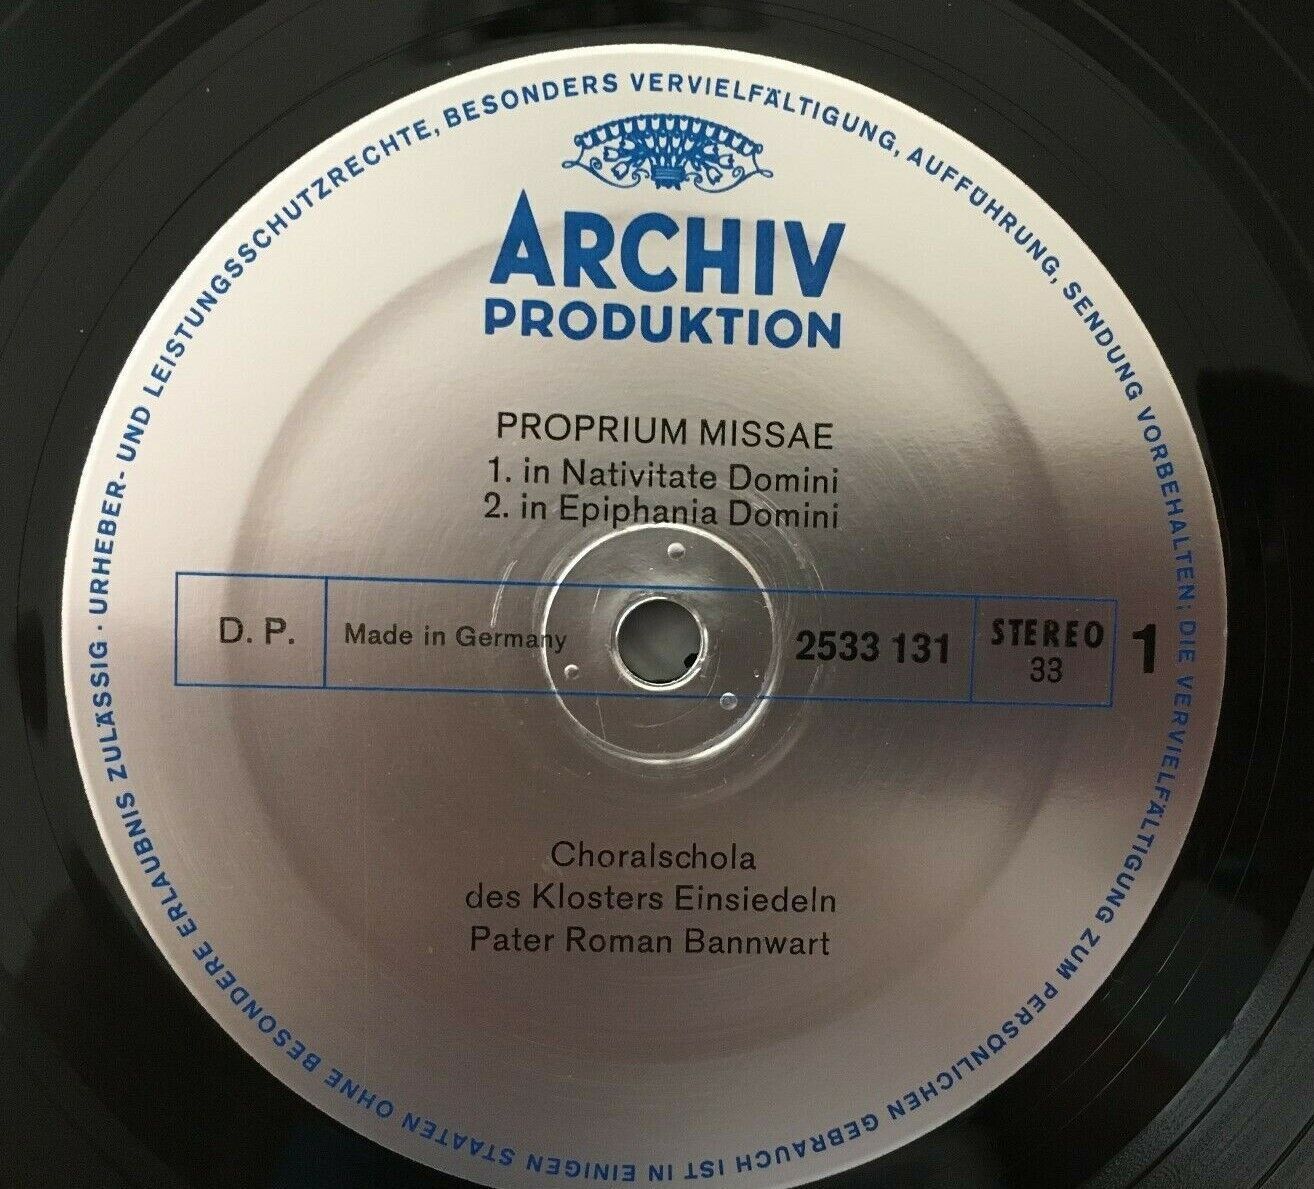 URHEBER- UND LEISTUNGSSCHUTZRECHTE, BESONDERS VERVIELFÄLTIGUNG, AUFFÜHRUNG, SENDUNG VORBEHALTEN; DIE VERVIELFÄLTIGUNG ZUM PERSÖNLICHEN GEBRAUCH IST IN EINIGEN STAATEN OHNE BESONDERE ERLAUBNIS ZULÄSSIG ·
ARCHIV
PRODUKTION
PROPRIUM MISSAE
1. in Nativitate Domini
2. in Epiphania Domini
D. P. Made in Germany 2533 131 STEREO 1
33
Choralschola
des Klosters Einsiedeln
Pater Roman Bannwart